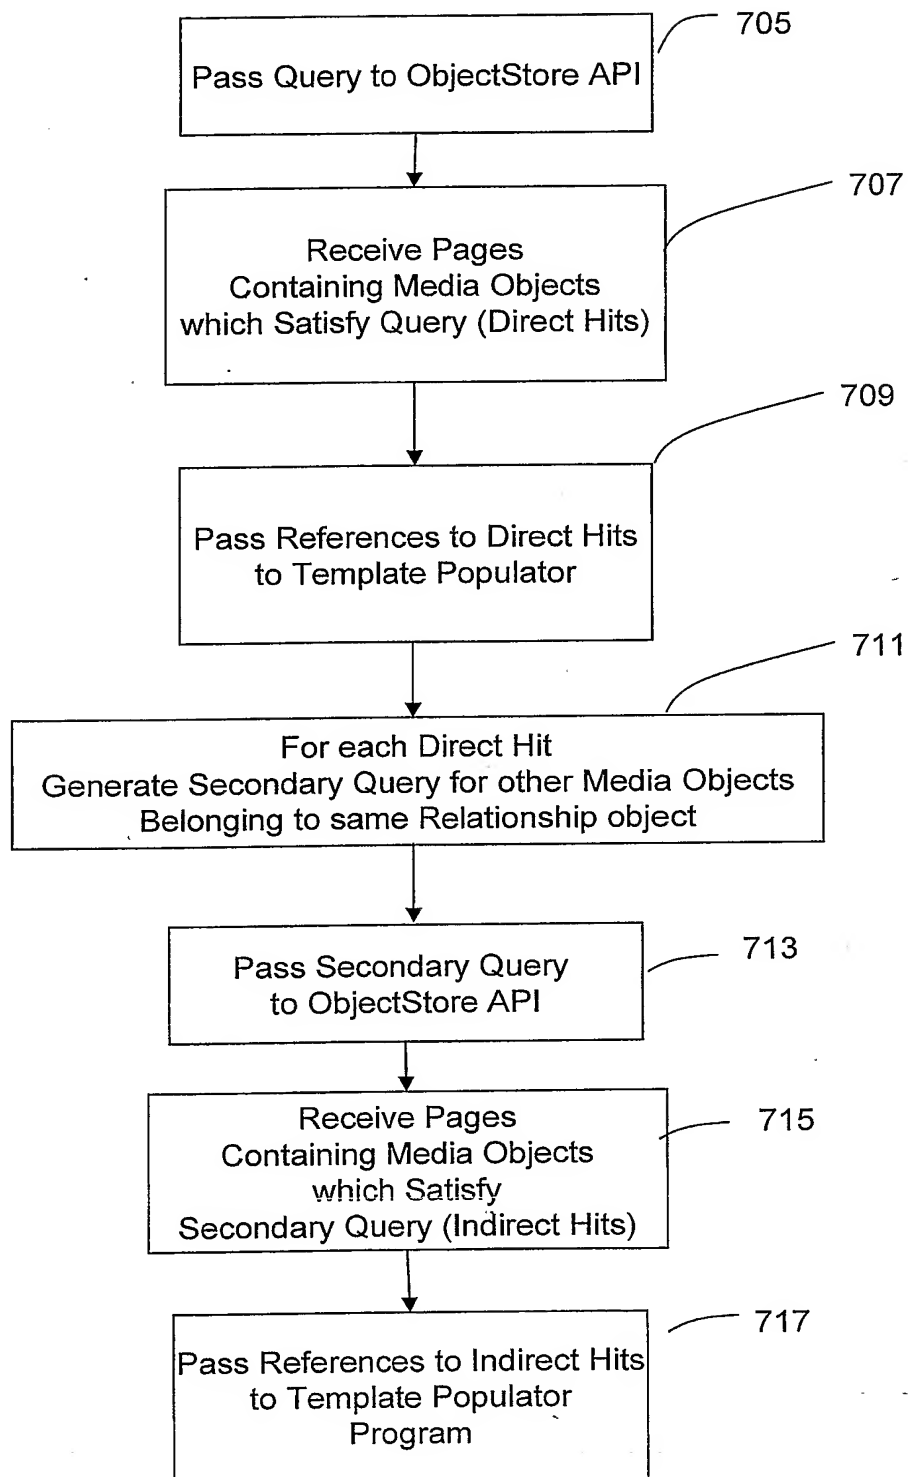 705
Pass Query to ObjectStore API
707
Receive Pages
Containing Media Objects
which Satisfy Query (Direct Hits)
709
Pass References to Direct Hits
to Template Populator
711
For each Direct Hit
Generate Secondary Query for other Media Objects
Belonging to same Relationship object
713
Pass Secondary Query
to ObjectStore API
715
Receive Pages
Containing Media Objects
which Satisfy
Secondary Query (Indirect Hits)
717
Pass References to Indirect Hits
to Template Populator
Program